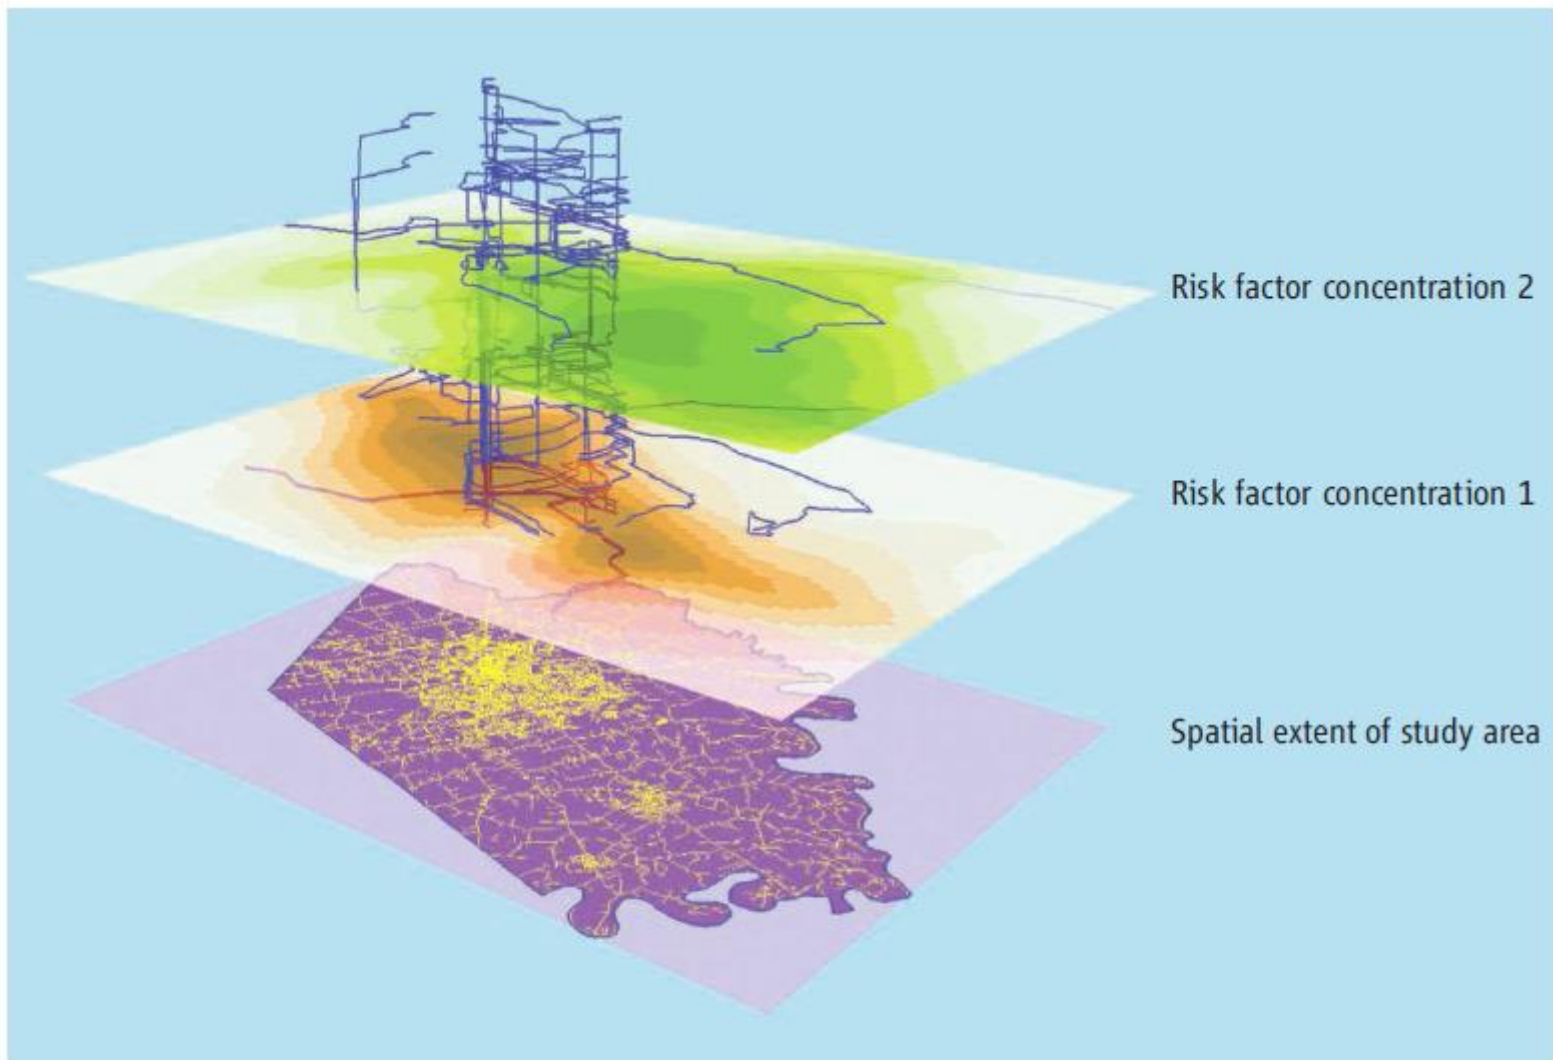 Risk factor concentration 2
Risk factor concentration 1
Spatial extent of study area